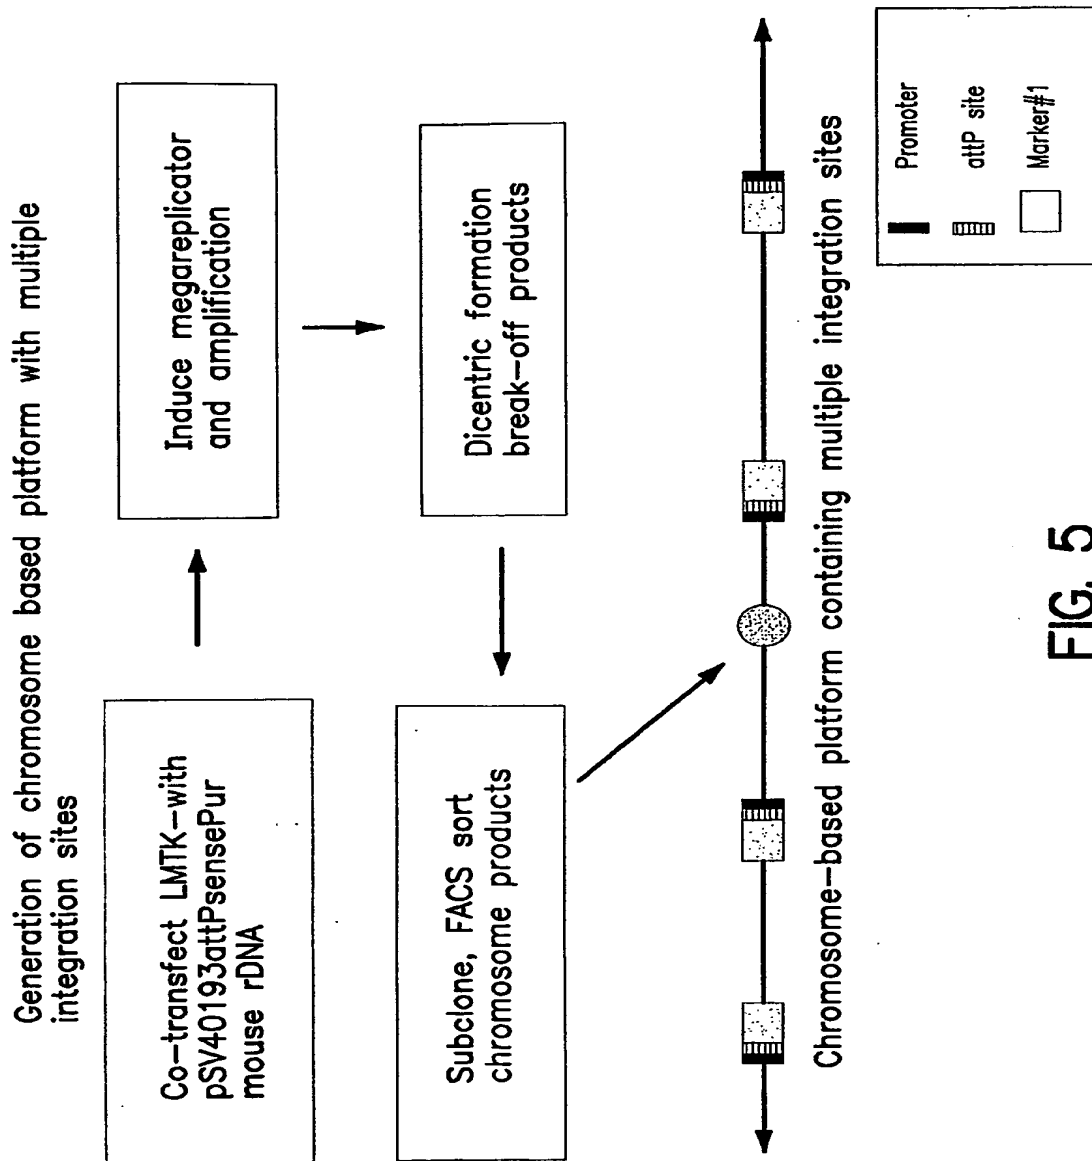 Generation of chromosome based platform with multiple
integration sites
Co-transfect LMTK-with
pSV40193attPsensePur
mouse rDNA
Induce megareplicator
and amplification
Dicentric formation
break-off products
Subclone, FACS sort
chromosome products
Chromosome-based platform containing multiple integration sites
Promoter
attP site
Marker#1
FIG. 5